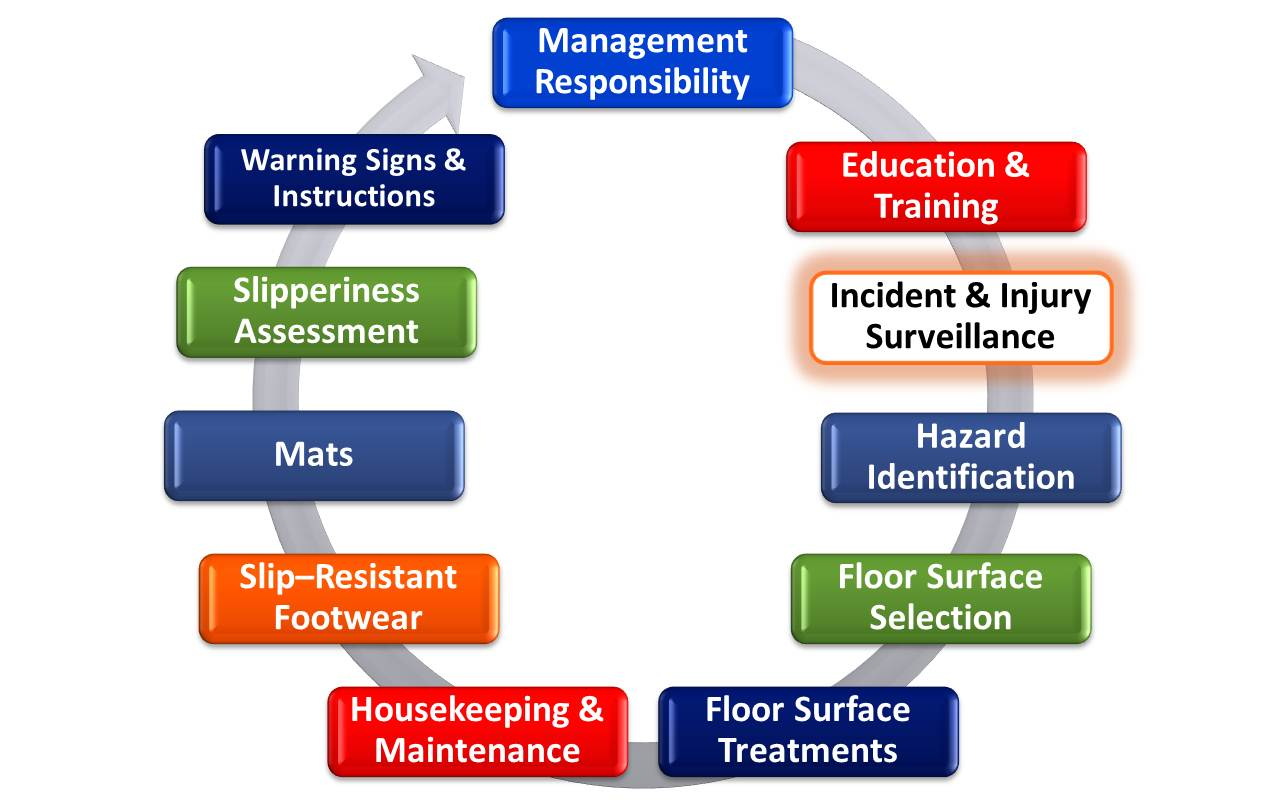 Management
Responsibility
Education &
Training
Incident & Injury
Surveillance
Hazard
Identification
Floor Surface
Selection
Floor Surface
Treatments
Housekeeping &
Maintenance
Slip–Resistant
Footwear
Mats
Slipperiness
Assessment
Warning Signs &
Instructions